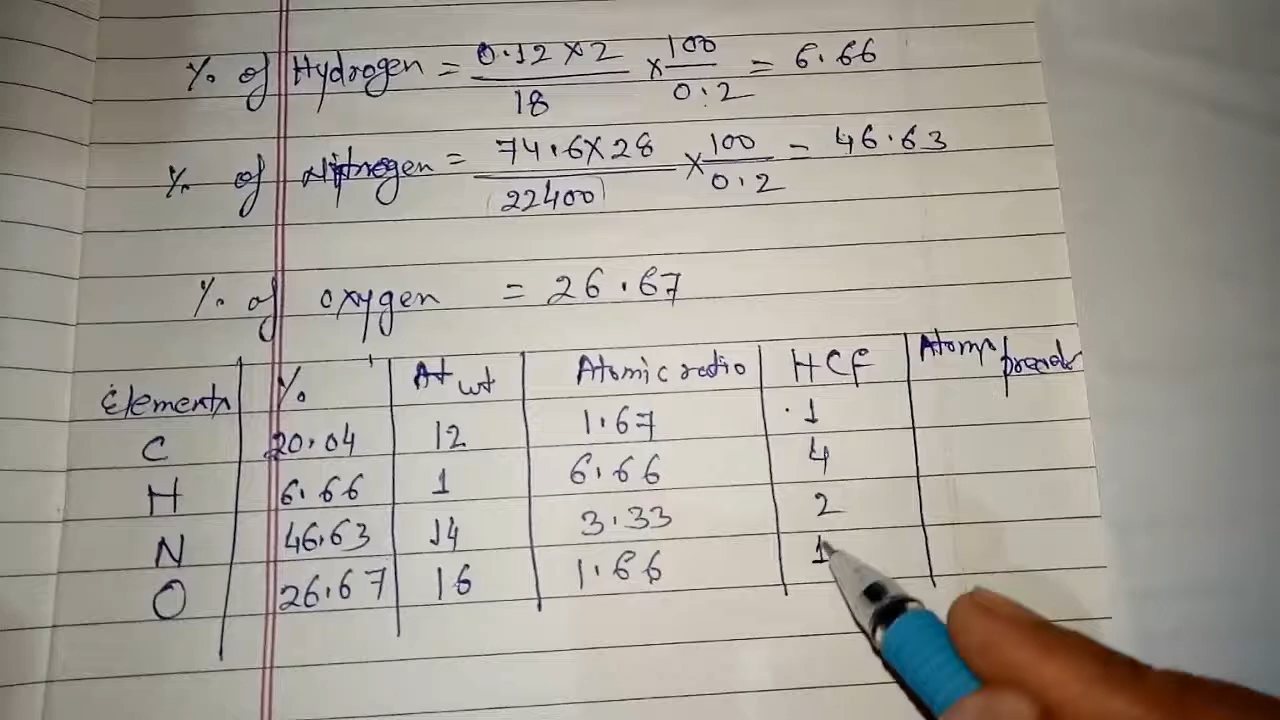 % of Hydrogen = 0.12 × 2 / 18 × 100 / 0.2 = 6.66
% of Nitrogen = 74.6 × 28 / 22400 × 100 / 0.2 = 46.63
% of oxygen = 26.67
Elements % At wt Atomic ratio HCF Atoms
C 20.04 12 1.67 1
H 6.66 1 6.66 4
N 46.63 14 3.33 2
O 26.67 16 1.66 1